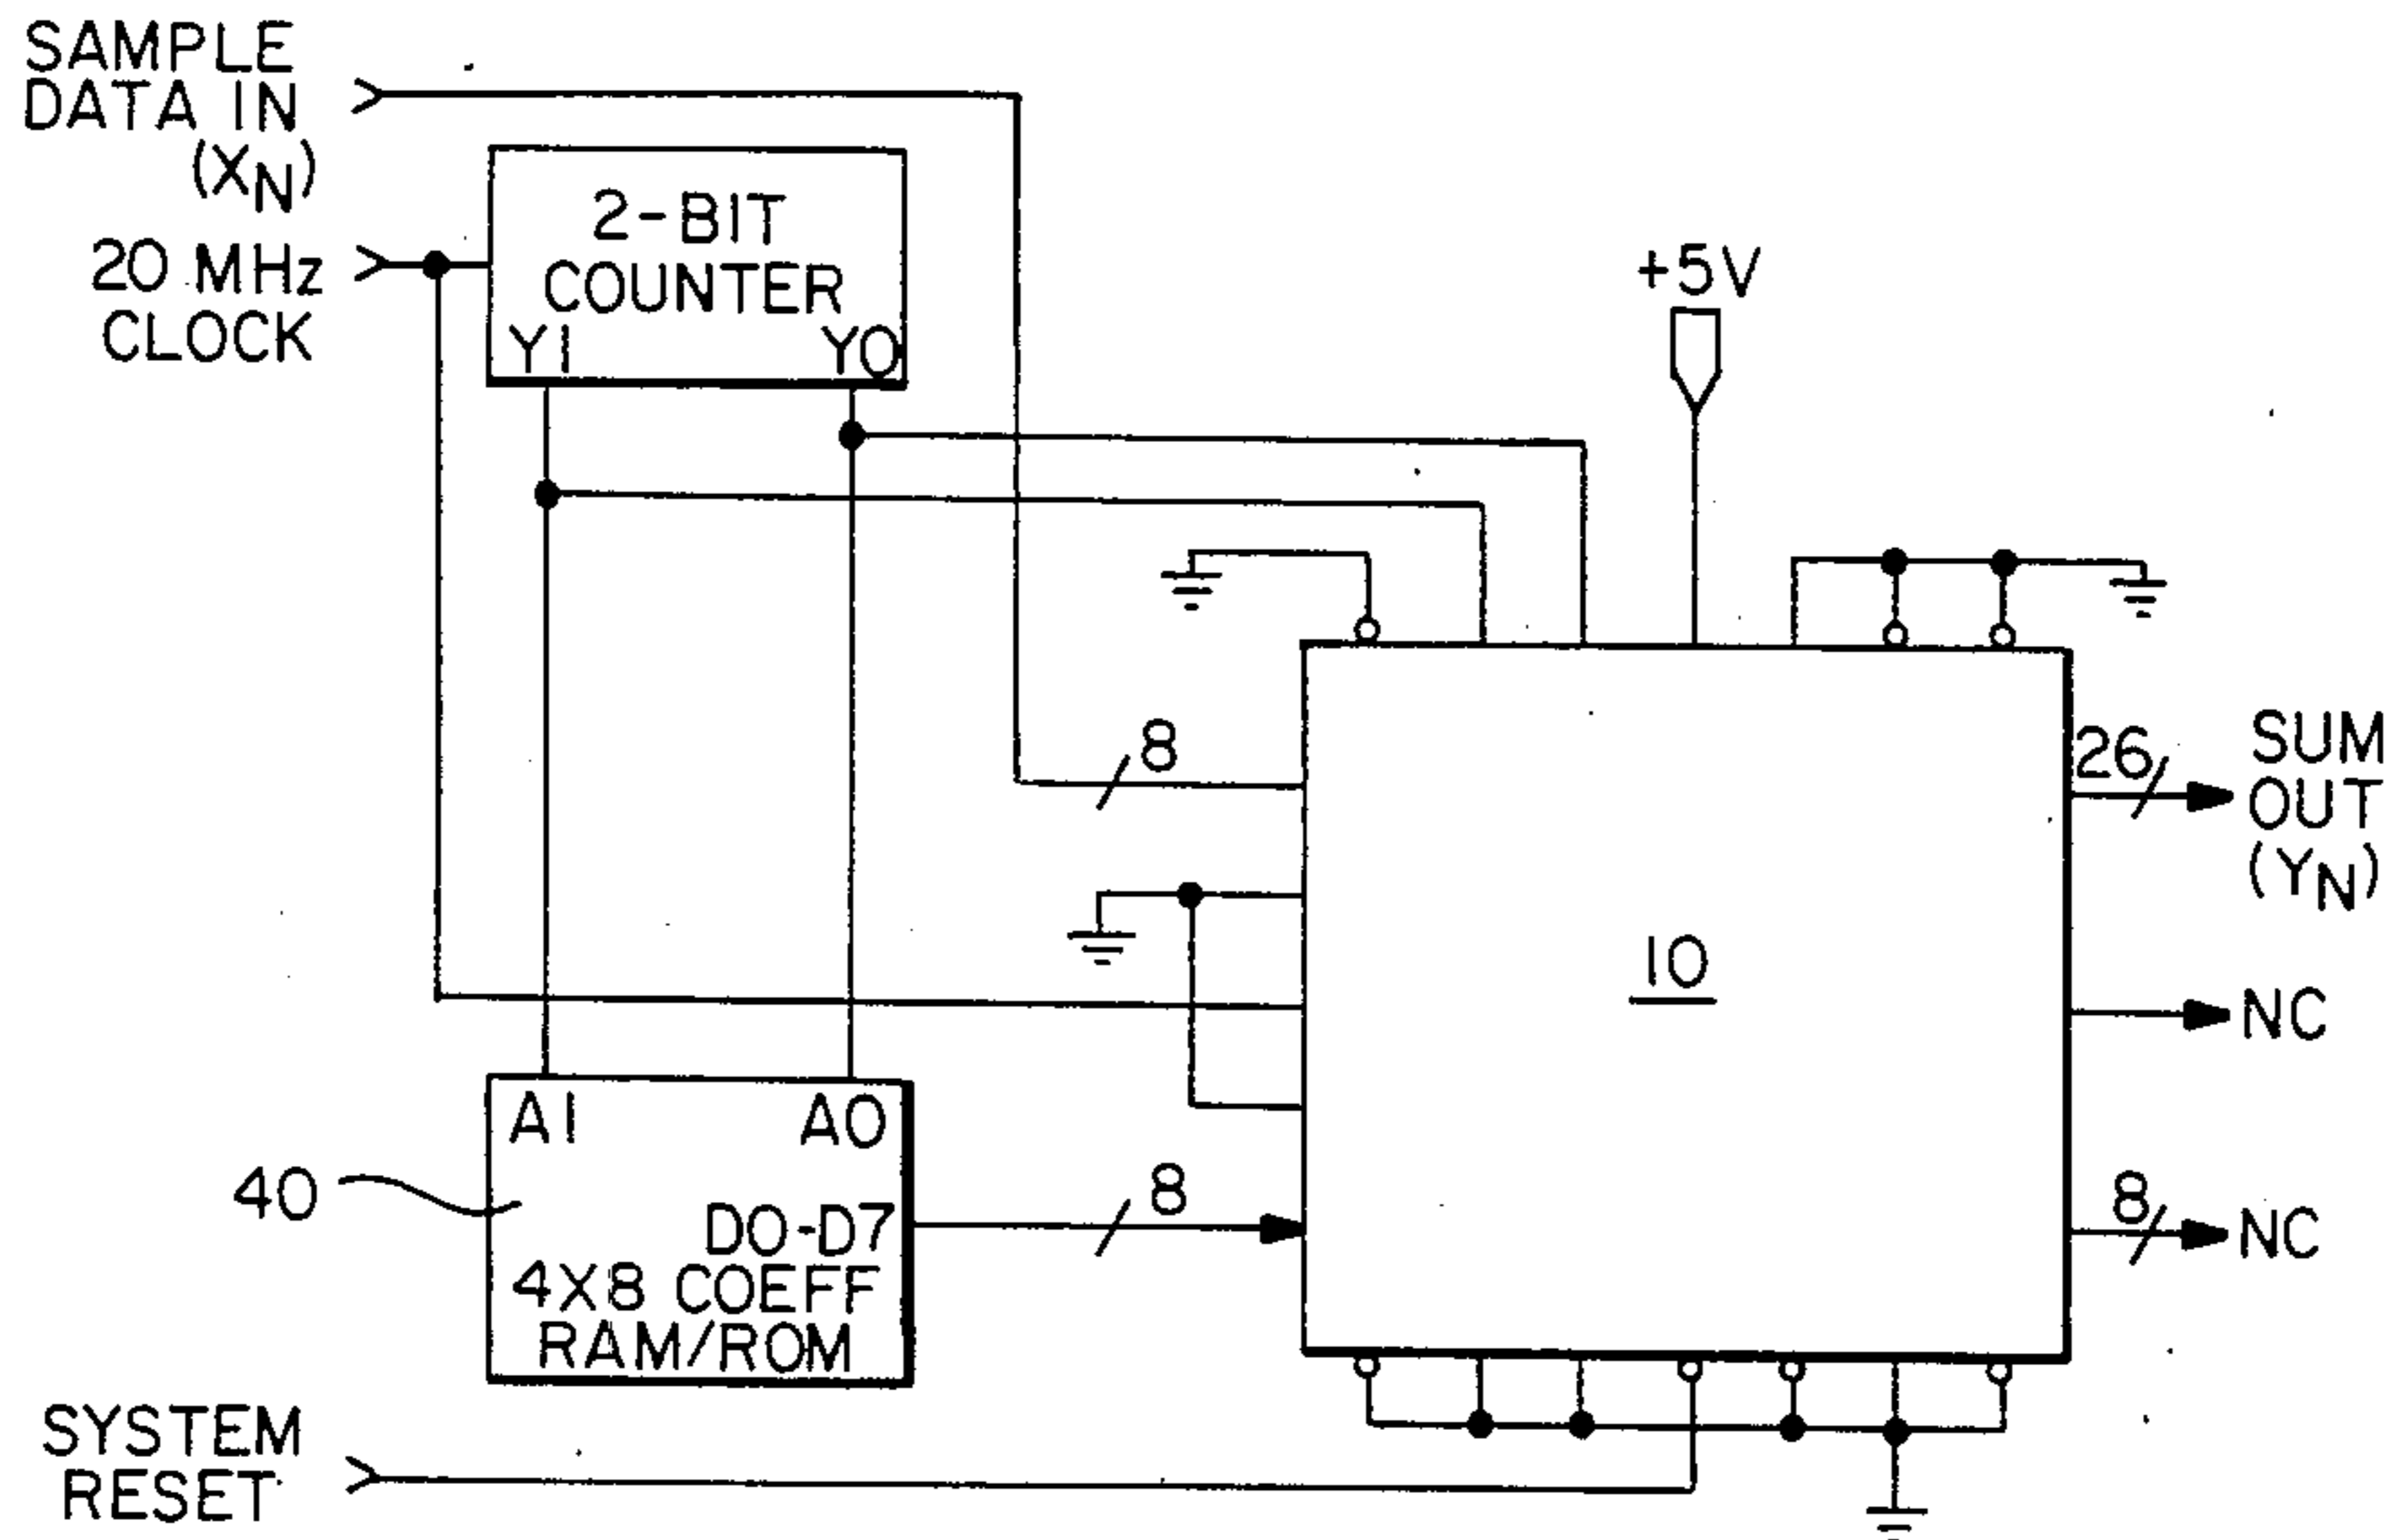 SAMPLE
DATA IN
(XN)
20 MHz
CLOCK
2-BIT
COUNTER
Y1 Y0
+5V
8
26
SUM
OUT
(YN)
10
NC
A1 A0
40
D0-D7
4X8 COEFF
RAM/ROM
8
8
NC
SYSTEM
RESET